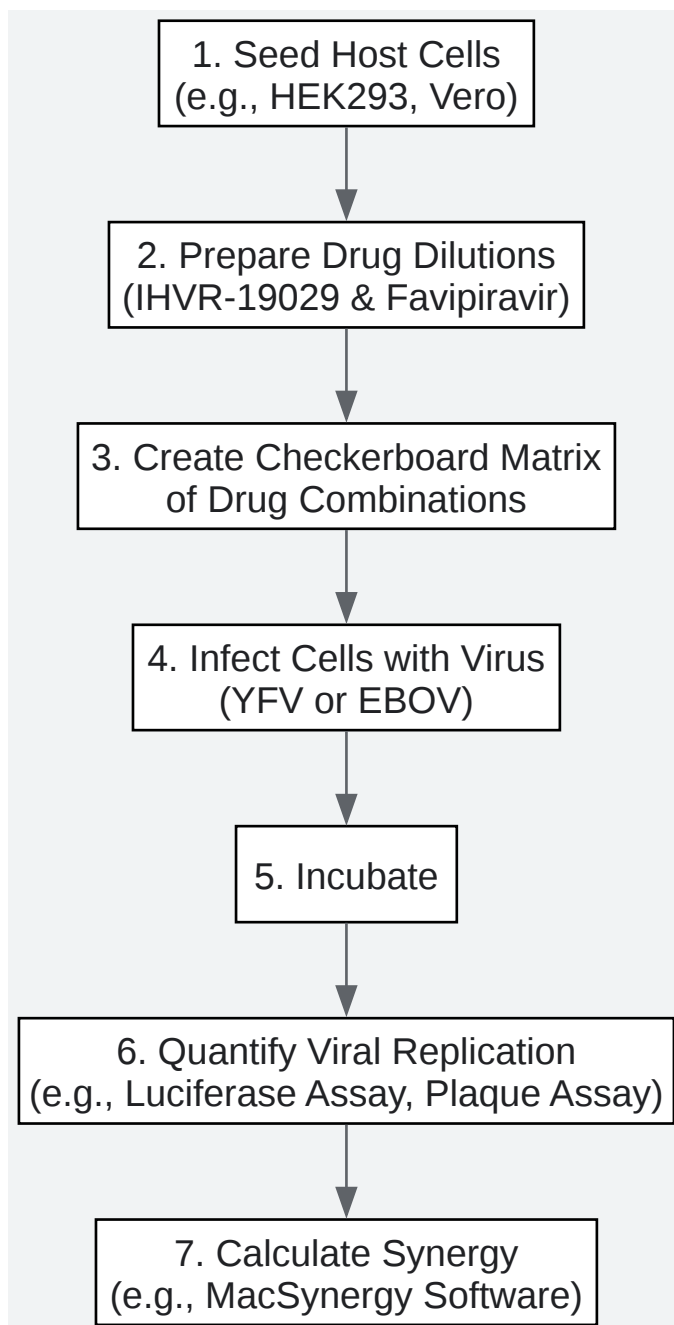 1. Seed Host Cells
(e.g., HEK293, Vero)
2. Prepare Drug Dilutions
(IHVR-19029 & Favipiravir)
3. Create Checkerboard Matrix
of Drug Combinations
4. Infect Cells with Virus
(YFV or EBOV)
5. Incubate
6. Quantify Viral Replication
(e.g., Luciferase Assay, Plaque Assay)
7. Calculate Synergy
(e.g., MacSynergy Software)